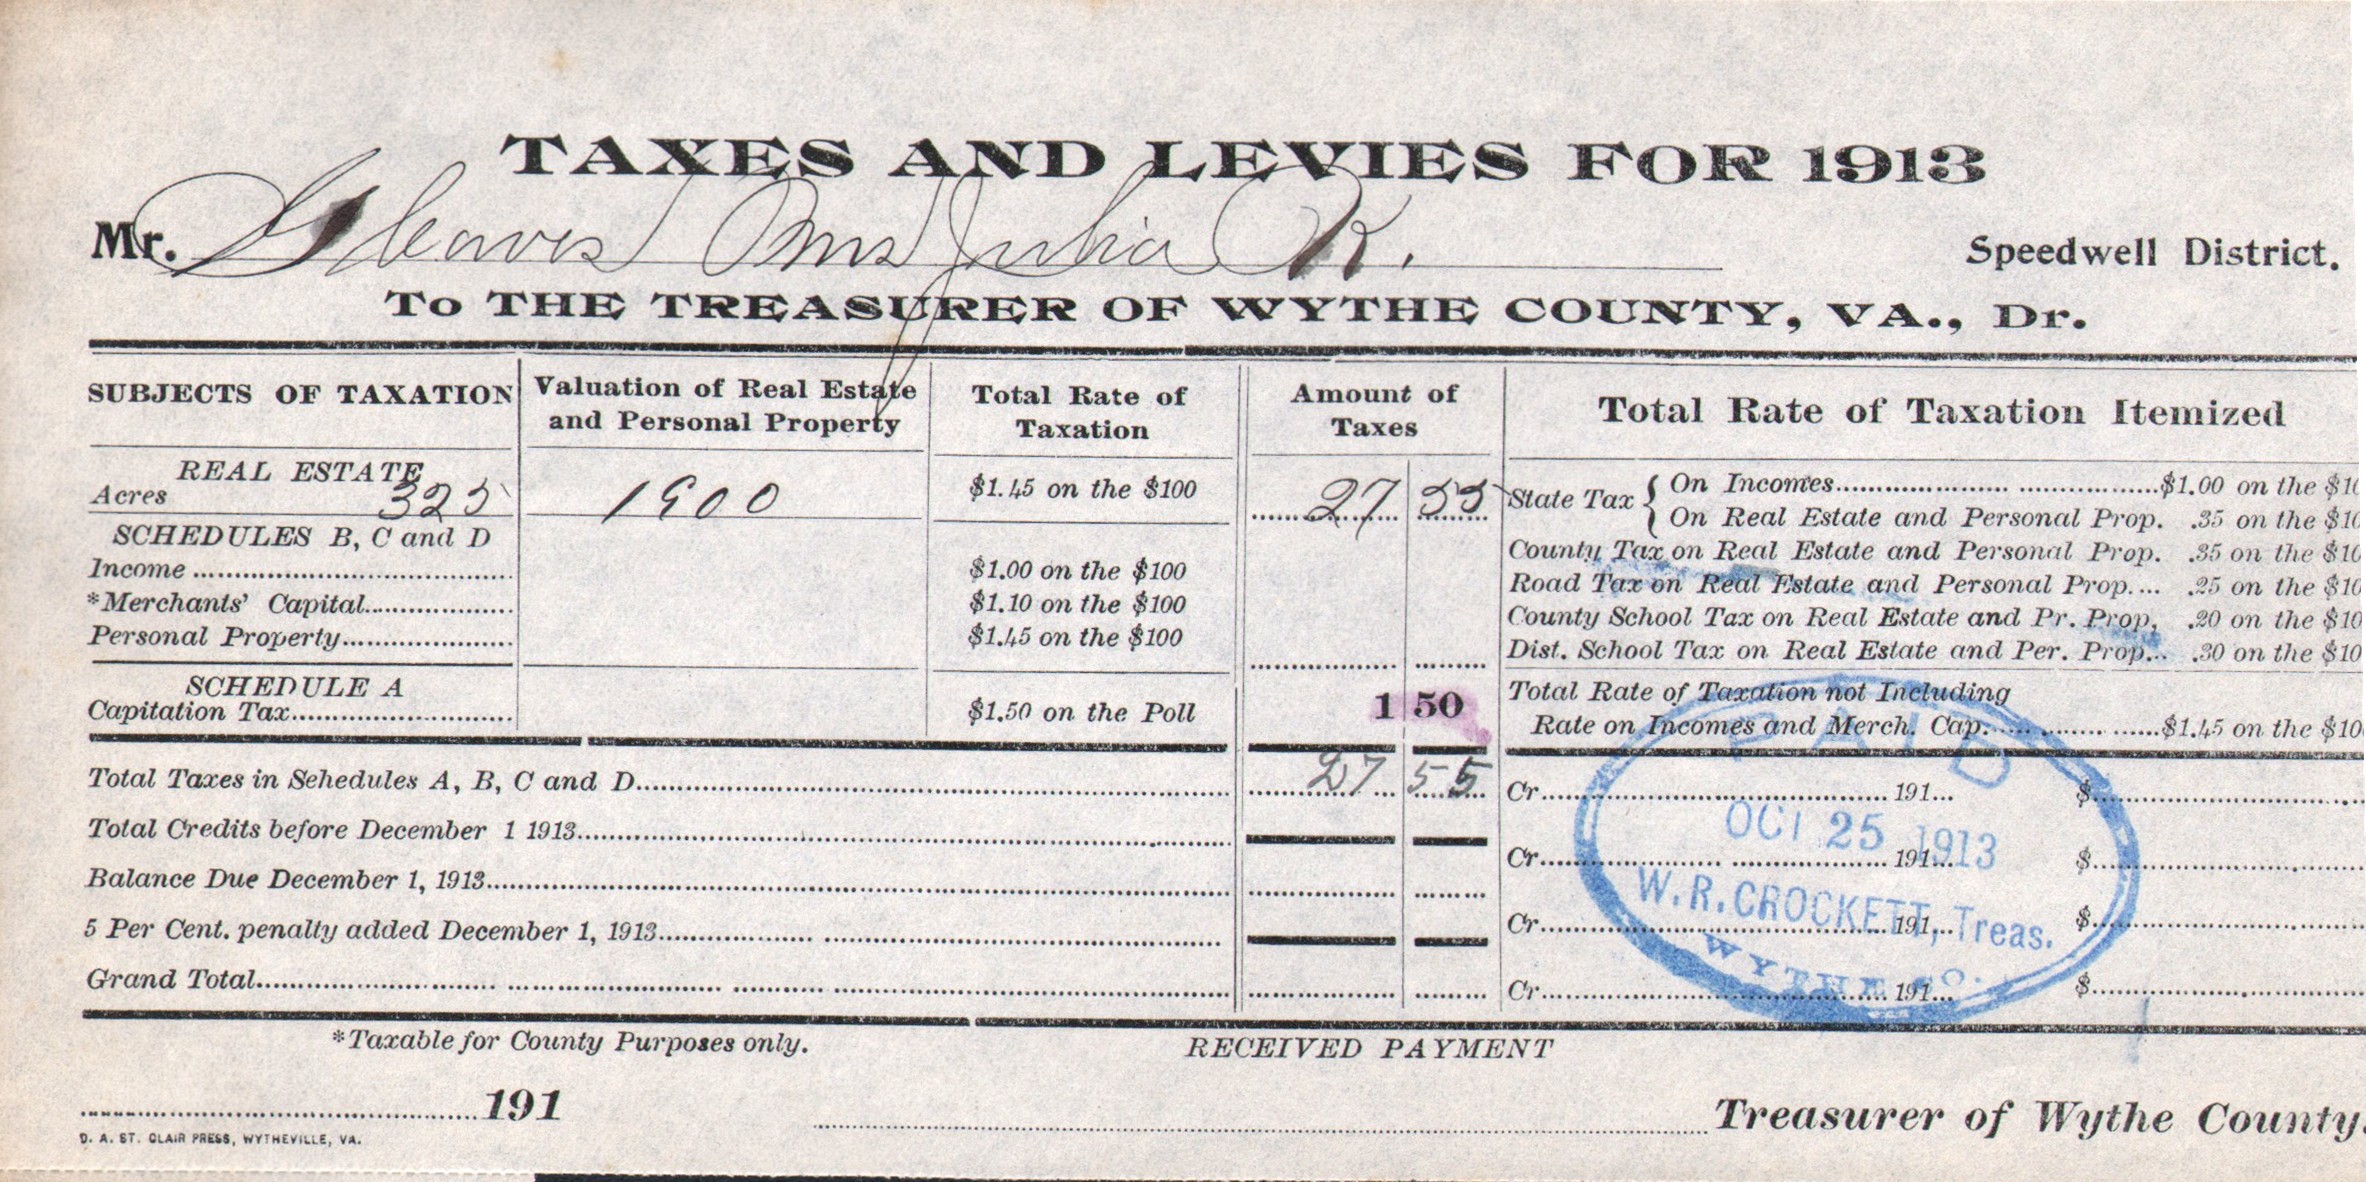 TAXES AND LEVIES FOR 1913
Mr. Gleaves Mrs Julia R. Speedwell District.
To THE TREASURER OF WYTHE COUNTY, VA., Dr.
SUBJECTS OF TAXATION Valuation of Real Estate and Personal Property Total Rate of Taxation Amount of Taxes Total Rate of Taxation Itemized
REAL ESTATE
Acres 325 1900 $1.45 on the $100 27 55
SCHEDULES B, C and D
Income $1.00 on the $100
*Merchants' Capital $1.10 on the $100
Personal Property $1.45 on the $100
SCHEDULE A
Capitation Tax $1.50 on the Poll 1 50
State Tax { On Incomes $1.00 on the $10
On Real Estate and Personal Prop. .35 on the $10
County Tax on Real Estate and Personal Prop. .35 on the $10
Road Tax on Real Estate and Personal Prop. .25 on the $10
County School Tax on Real Estate and Pr. Prop, .20 on the $10
Dist. School Tax on Real Estate and Per. Prop. .30 on the $10
Total Rate of Taxation not Including
Rate on Incomes and Merch. Cap. $1.45 on the $10
Total Taxes in Sehedules A, B, C and D 27 55
Total Credits before December 1 1913
Balance Due December 1, 1913
5 Per Cent. penalty added December 1, 1913
Grand Total
Cr. 191 $
Cr. 191 $
Cr. 191 $
Cr. 191 $
PAID
OCT 25 1913
W. R. CROCKETT, Treas.
WYTHE CO.
*Taxable for County Purposes only. RECEIVED PAYMENT
191 Treasurer of Wythe County.
D. A. ST. CLAIR PRESS, WYTHEVILLE, VA.